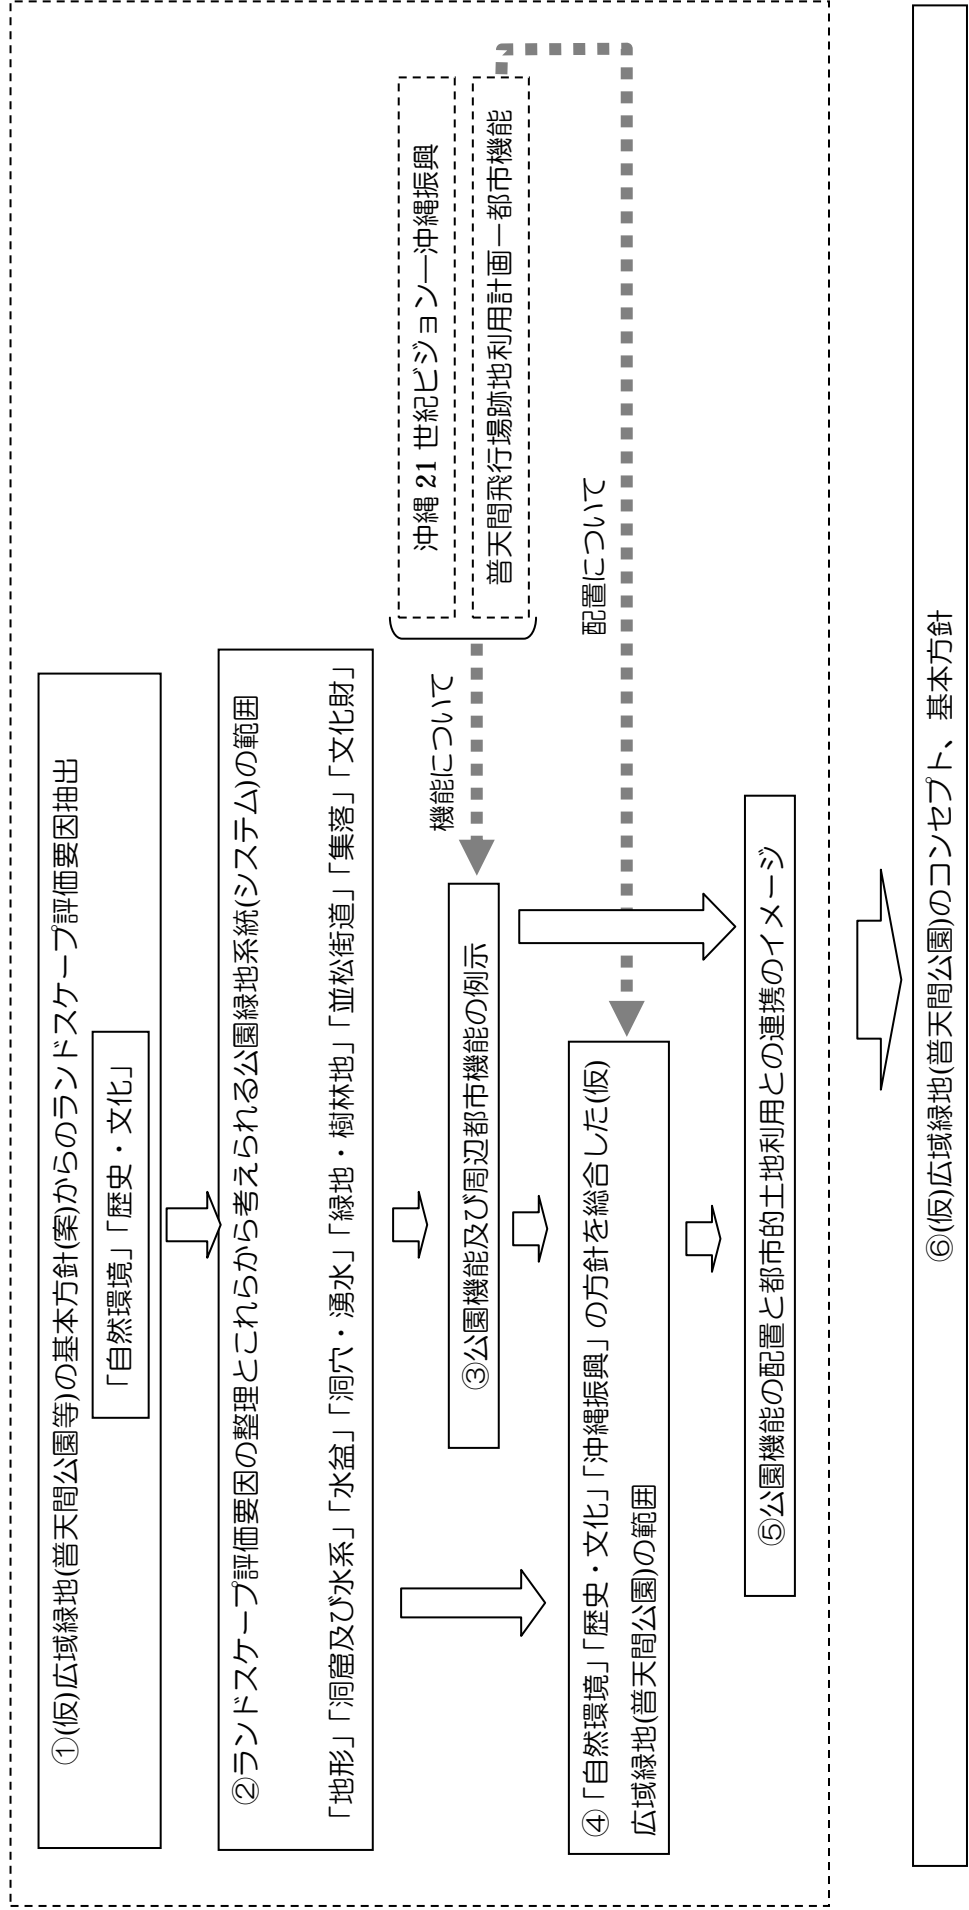 ①(仮)広域緑地(普天間公園等)の基本方針(案)からのランドスケープ評価要因抽出
「自然環境」「歴史・文化」
②ランドスケープ評価要因の整理とこれらから考えられる公園緑地系統(システム)の範囲
「地形」「洞窟及び水系」「水盆」「洞穴・湧水」「緑地・樹林地」「並松街道」「集落」「文化財」
沖縄 21 世紀ビジョン―沖縄振興
普天間飛行場跡地利用計画―都市機能
機能について
③公園機能及び周辺都市機能の例示
配置について
④「自然環境」「歴史・文化」「沖縄振興」の方針を総合した(仮)
広域緑地(普天間公園)の範囲
⑤公園機能の配置と都市的土地利用との連携のイメージ
⑥(仮)広域緑地(普天間公園)のコンセプト、基本方針